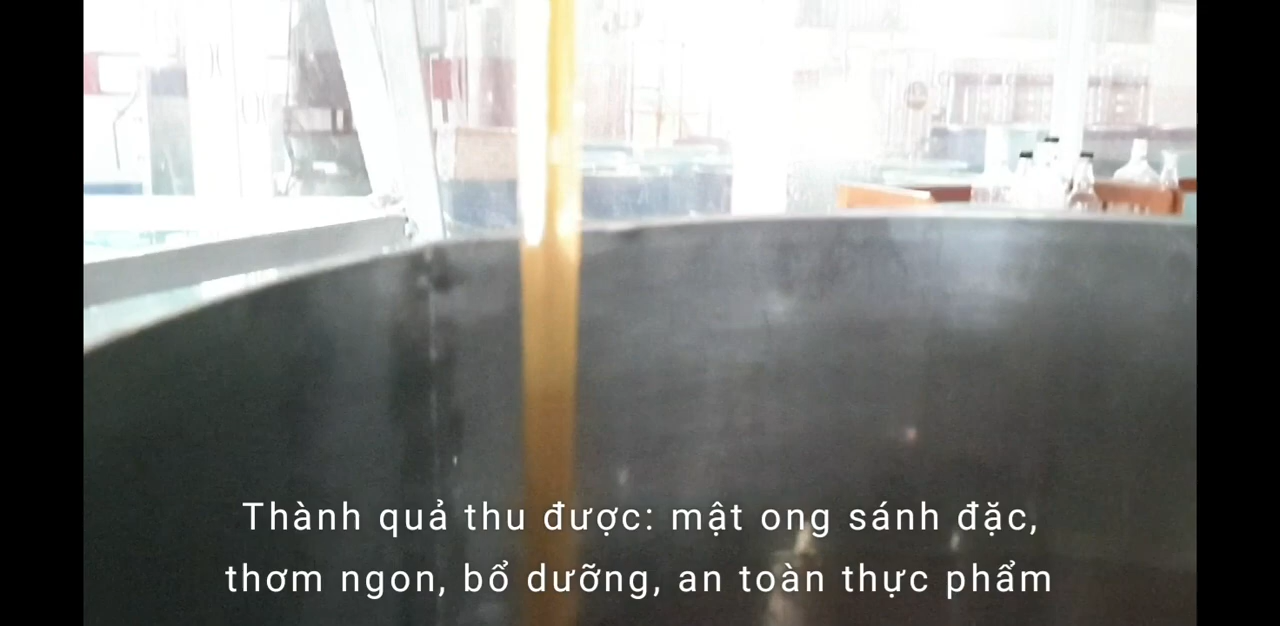 Thành quả thu được: mật ong sánh đặc,
thơm ngon, bổ dưỡng, an toàn thực phẩm